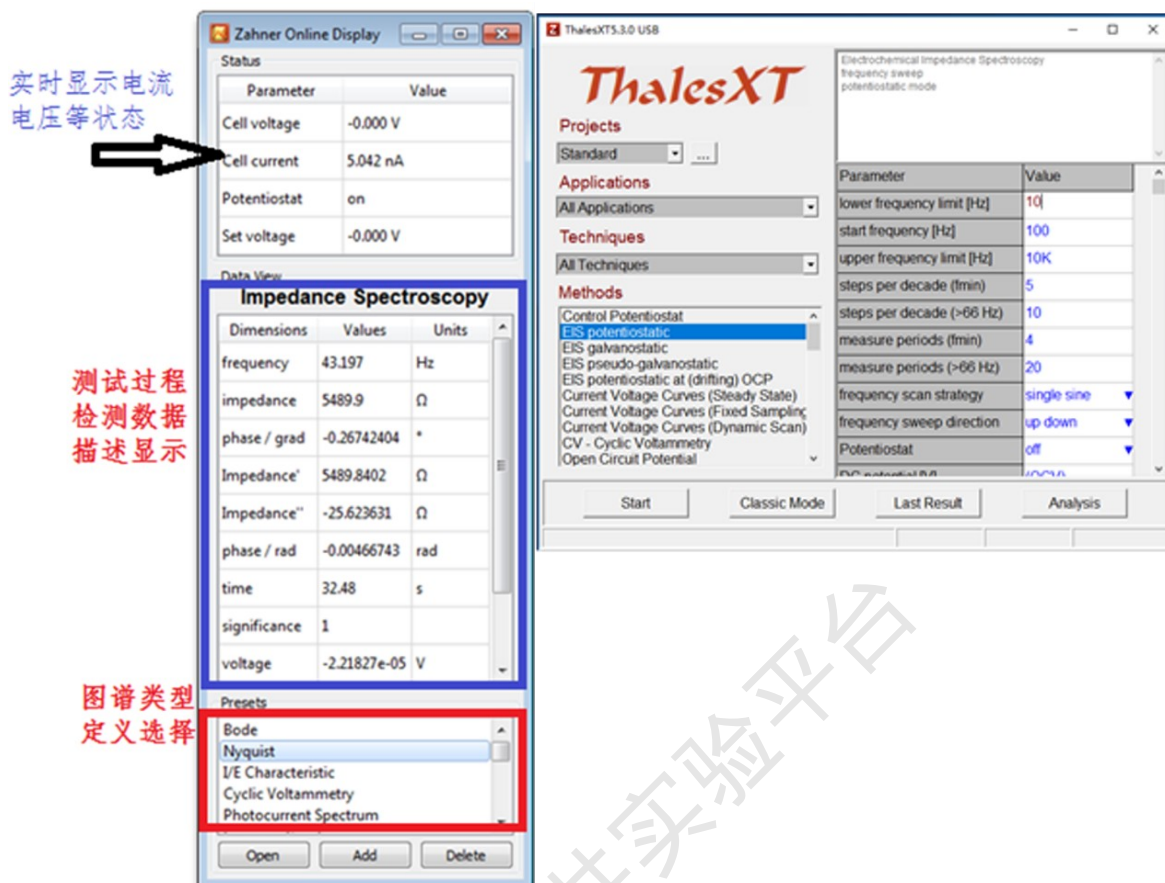 实时显示电流
电压等状态
测试过程
检测数据
描述显示
图谱类型
定义选择
Zahner Online Display
Status
Parameter Value
Cell voltage -0.000 V
Cell current 5.042 nA
Potentiostat on
Set voltage -0.000 V
Data View
Impedance Spectroscopy
Dimensions Values Units
frequency 43.197 Hz
impedance 5489.9 Ω
phase / grad -0.26742404 °
Impedance' 5489.8402 Ω
Impedance'' -25.623631 Ω
phase / rad -0.00466743 rad
time 32.48 s
significance 1
voltage -2.21827e-05 V
Presets
Bode
Nyquist
I/E Characteristic
Cyclic Voltammetry
Photocurrent Spectrum
Open Add Delete
ThalesXT5.3.0 USB
ThalesXT
Projects
Standard ...
Applications
All Applications
Techniques
All Techniques
Methods
Control Potentiostat
EIS potentiostatic
EIS galvanostatic
EIS pseudo-galvanostatic
EIS potentiostatic at (drifting) OCP
Current Voltage Curves (Steady State)
Current Voltage Curves (Fixed Sampling
Current Voltage Curves (Dynamic Scan)
CV - Cyclic Voltammetry
Open Circuit Potential
Electrochemical Impedance Spectroscopy
frequency sweep
potentiostatic mode
Parameter Value
lower frequency limit [Hz] 10
start frequency [Hz] 100
upper frequency limit [Hz] 10K
steps per decade (fmin) 5
steps per decade (>66 Hz) 10
measure periods (fmin) 4
measure periods (>66 Hz) 20
frequency scan strategy single sine
frequency sweep direction up down
Potentiostat off
DC potential [V] (OCV)
Start Classic Mode Last Result Analysis
实验平台